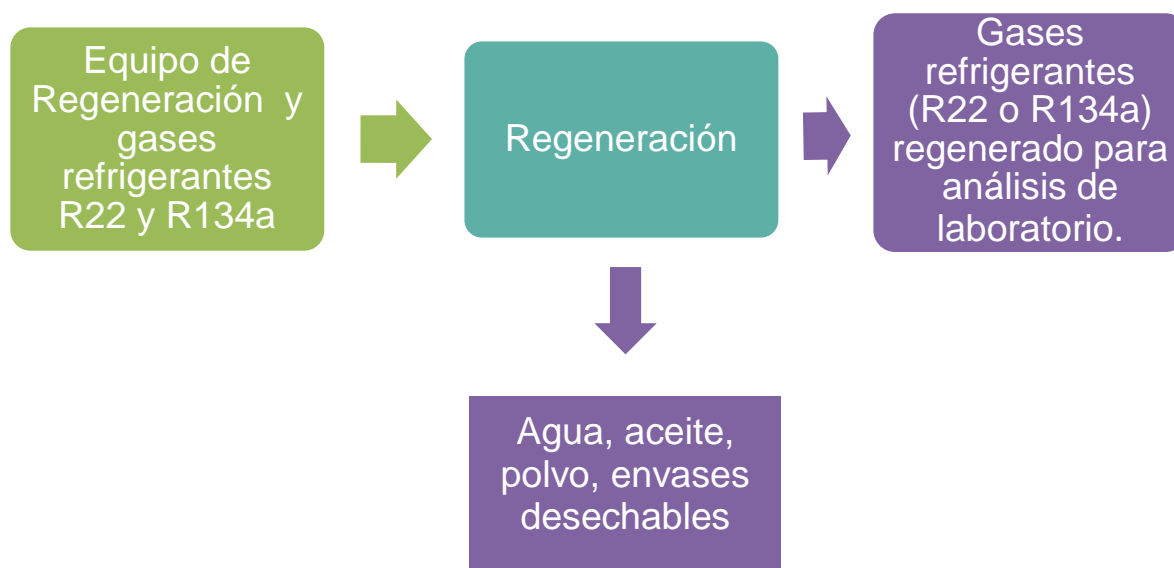 Equipo de
Regeneración y
gases
refrigerantes
R22 y R134a
Regeneración
Gases
refrigerantes
(R22 o R134a)
regenerado para
análisis de
laboratorio.
Agua, aceite,
polvo, envases
desechables